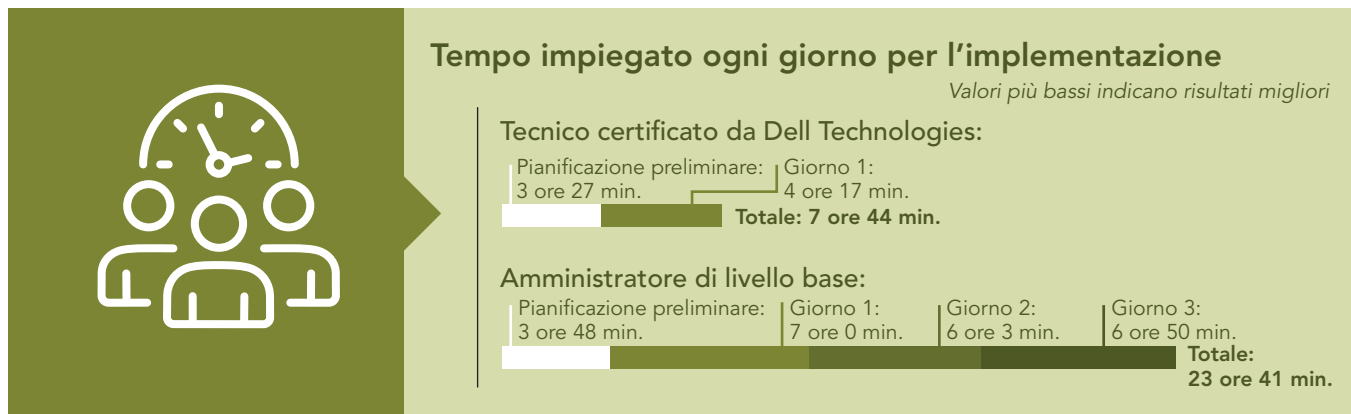 Tempo impiegato ogni giorno per l’implementazione
Valori più bassi indicano risultati migliori
Tecnico certificato da Dell Technologies:
Pianificazione preliminare:
3 ore 27 min.
Giorno 1:
4 ore 17 min.
Totale: 7 ore 44 min.
Amministratore di livello base:
Pianificazione preliminare:
3 ore 48 min.
Giorno 1:
7 ore 0 min.
Giorno 2:
6 ore 3 min.
Giorno 3:
6 ore 50 min.
Totale:
23 ore 41 min.